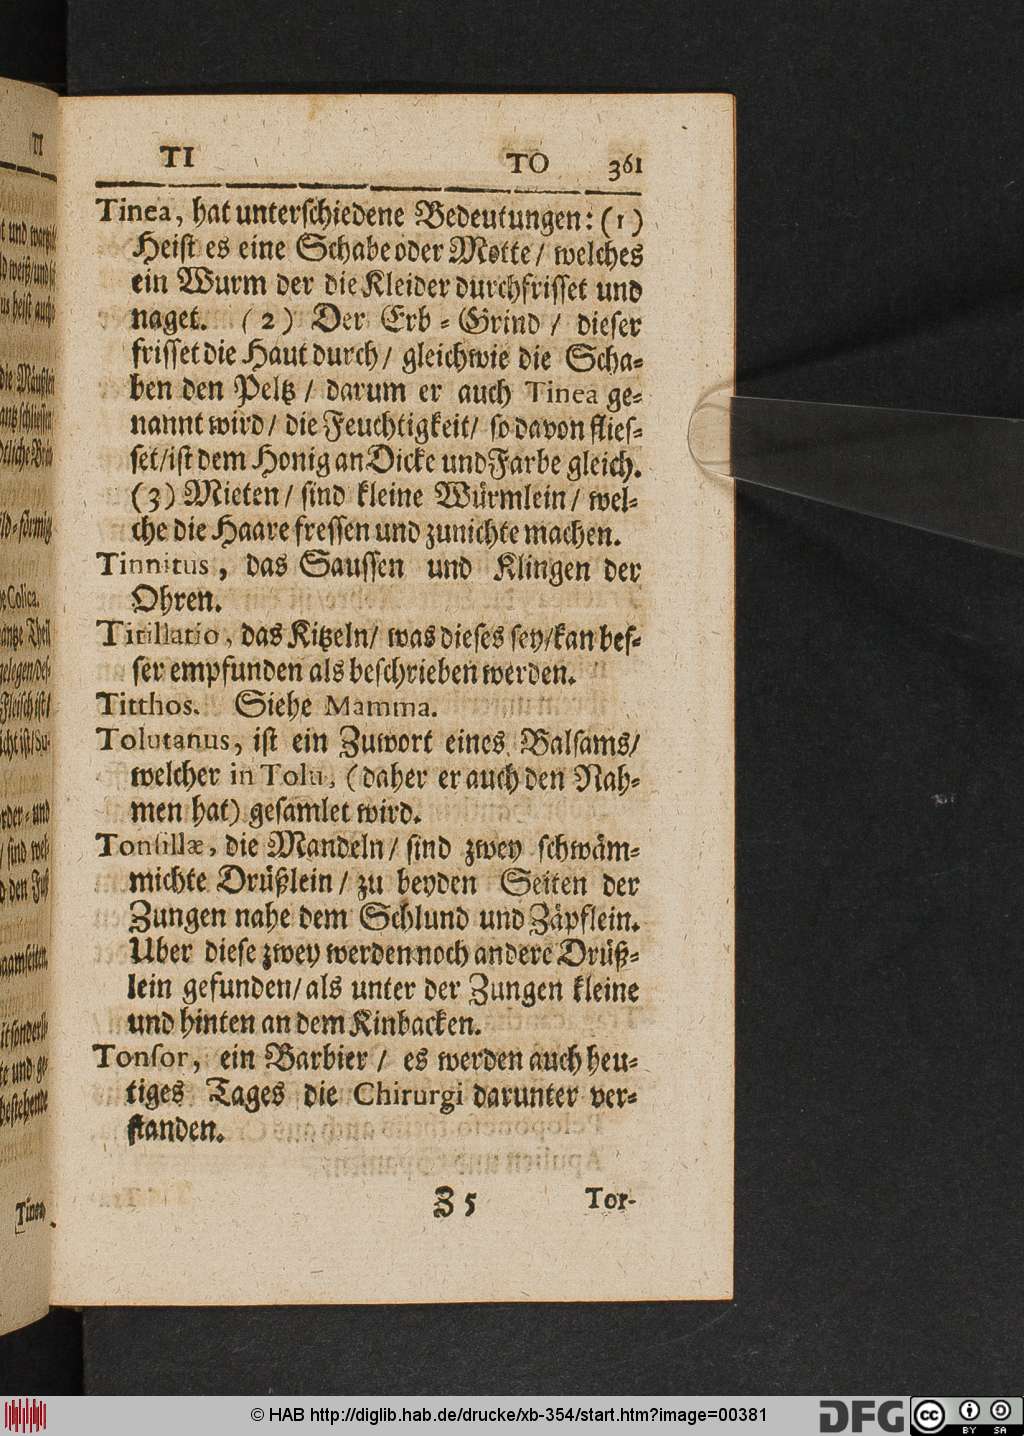 TI TO 361
Tinea, hat unterschiedene Bedeutungen: (1)
Heist es eine Schabe oder Motte / welches
ein Wurm der die Kleider durchfrisset und
naget. (2) Der Erb-Grind / dieser
frisset die Haut durch / gleichwie die Scha-
ben den Peltz / darum er auch Tinea ge-
nannt wird / die Feuchtigkeit / so davon flies-
set / ist dem Honig an Dicke und Farbe gleich.
(3) Mieten / sind kleine Würmlein / wel-
che die Haare fressen und zunichte machen.
Tinnitus, das Saussen und Klingen der
Ohren.
Titillatio, das Kitzeln / was dieses sey / kan bes-
ser empfunden als beschrieben werden.
Titthos. Siehe Mamma.
Tolutanus, ist ein Zuwort eines Balsams /
welcher in Tolu, (daher er auch den Nah-
men hat) gesamlet wird.
Tonsillæ, die Mandeln / sind zwey schwäm-
michte Drüßlein / zu beyden Seiten der
Zungen nahe dem Schlund und Zäpflein.
Uber diese zwey werden noch andere Drüß-
lein gefunden / als unter der Zungen kleine
und hinten an dem Kinbacken.
Tonsor, ein Barbier / es werden auch heu-
tiges Tages die Chirurgi darunter ver-
standen.
Z 5 Tor-
© HAB http://diglib.hab.de/drucke/xb-354/start.htm?image=00381
DFG cc BY SA